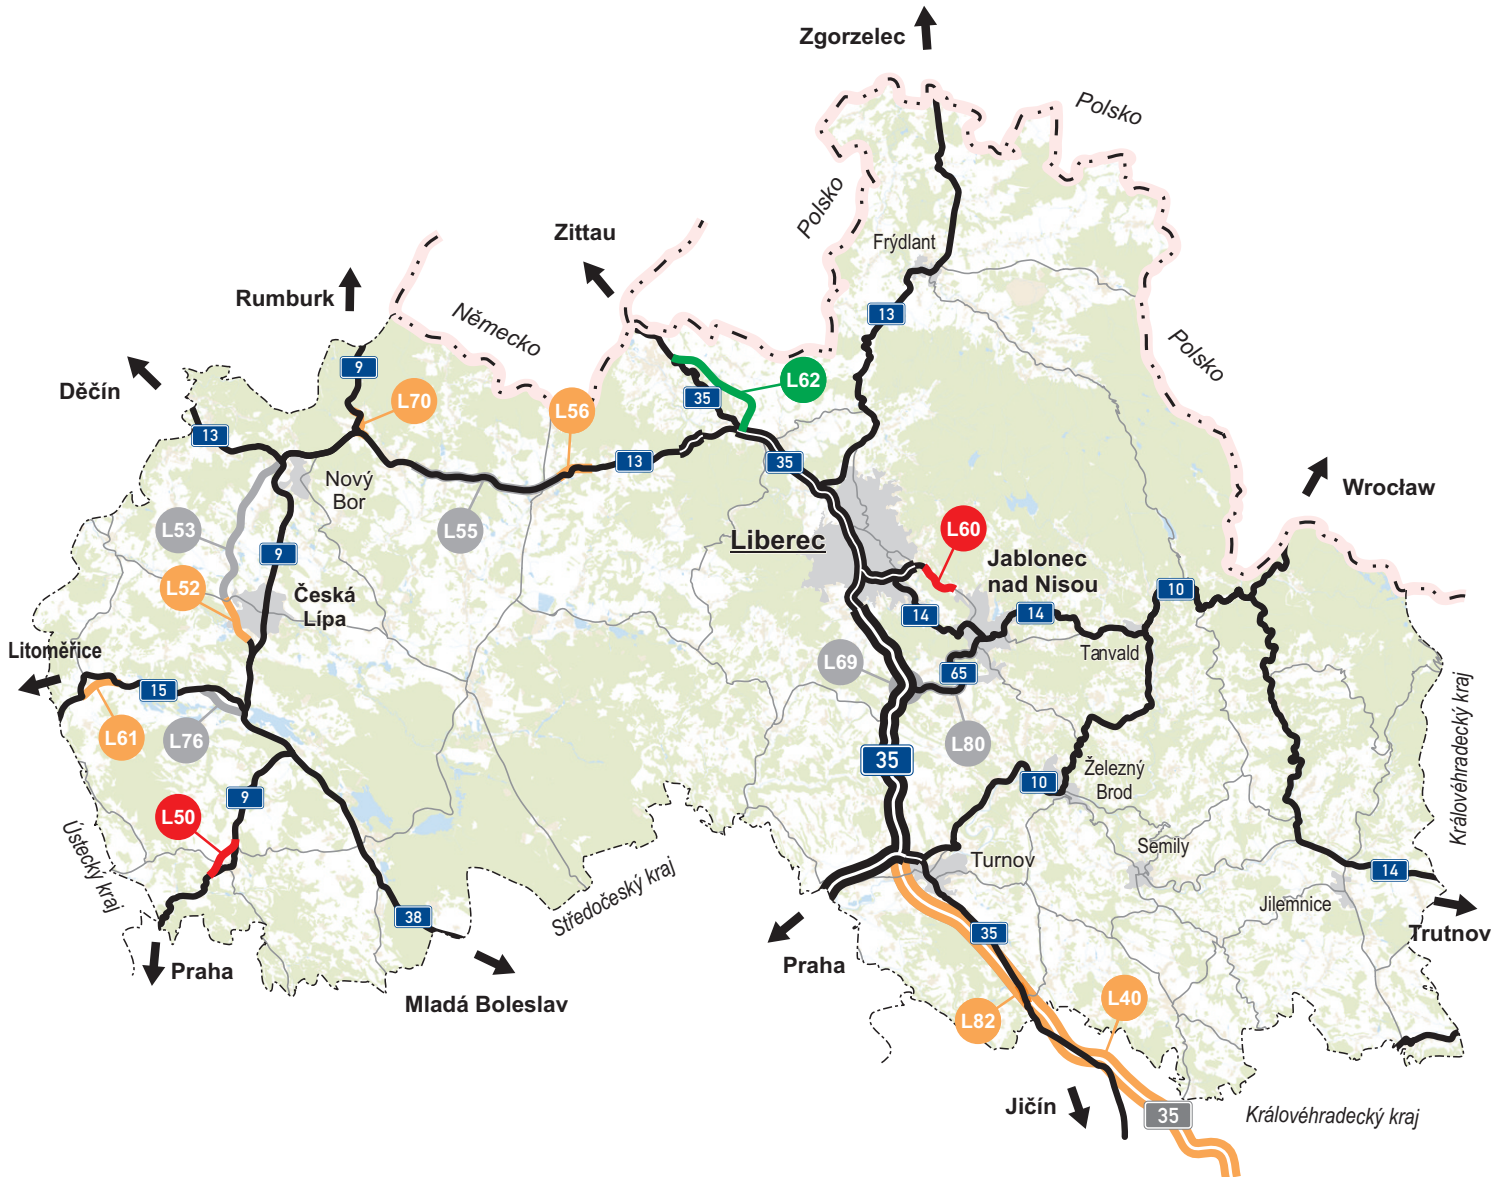 Zgorzelec
Polsko
Polsko
Zittau
Frýdlant
Rumburk
Německo
13
Polsko
Děčín
9
L62
L70
35
L56
13
13
35
Nový
Bor
Wrocław
L53
L55
L60
Liberec
9
Jablonec
nad Nisou
L52
Česká
Lípa
10
14
14
Litoměřice
Tanvald
L69
65
15
L61
L76
L80
35
Královéhradecký kraj
9
10
Železný
Brod
L50
Ústecký kraj
Turnov
Semily
14
Středočeský kraj
Jilemnice
38
35
Trutnov
Praha
Praha
Mladá Boleslav
L40
L82
Jičín
35
Královéhradecký kraj